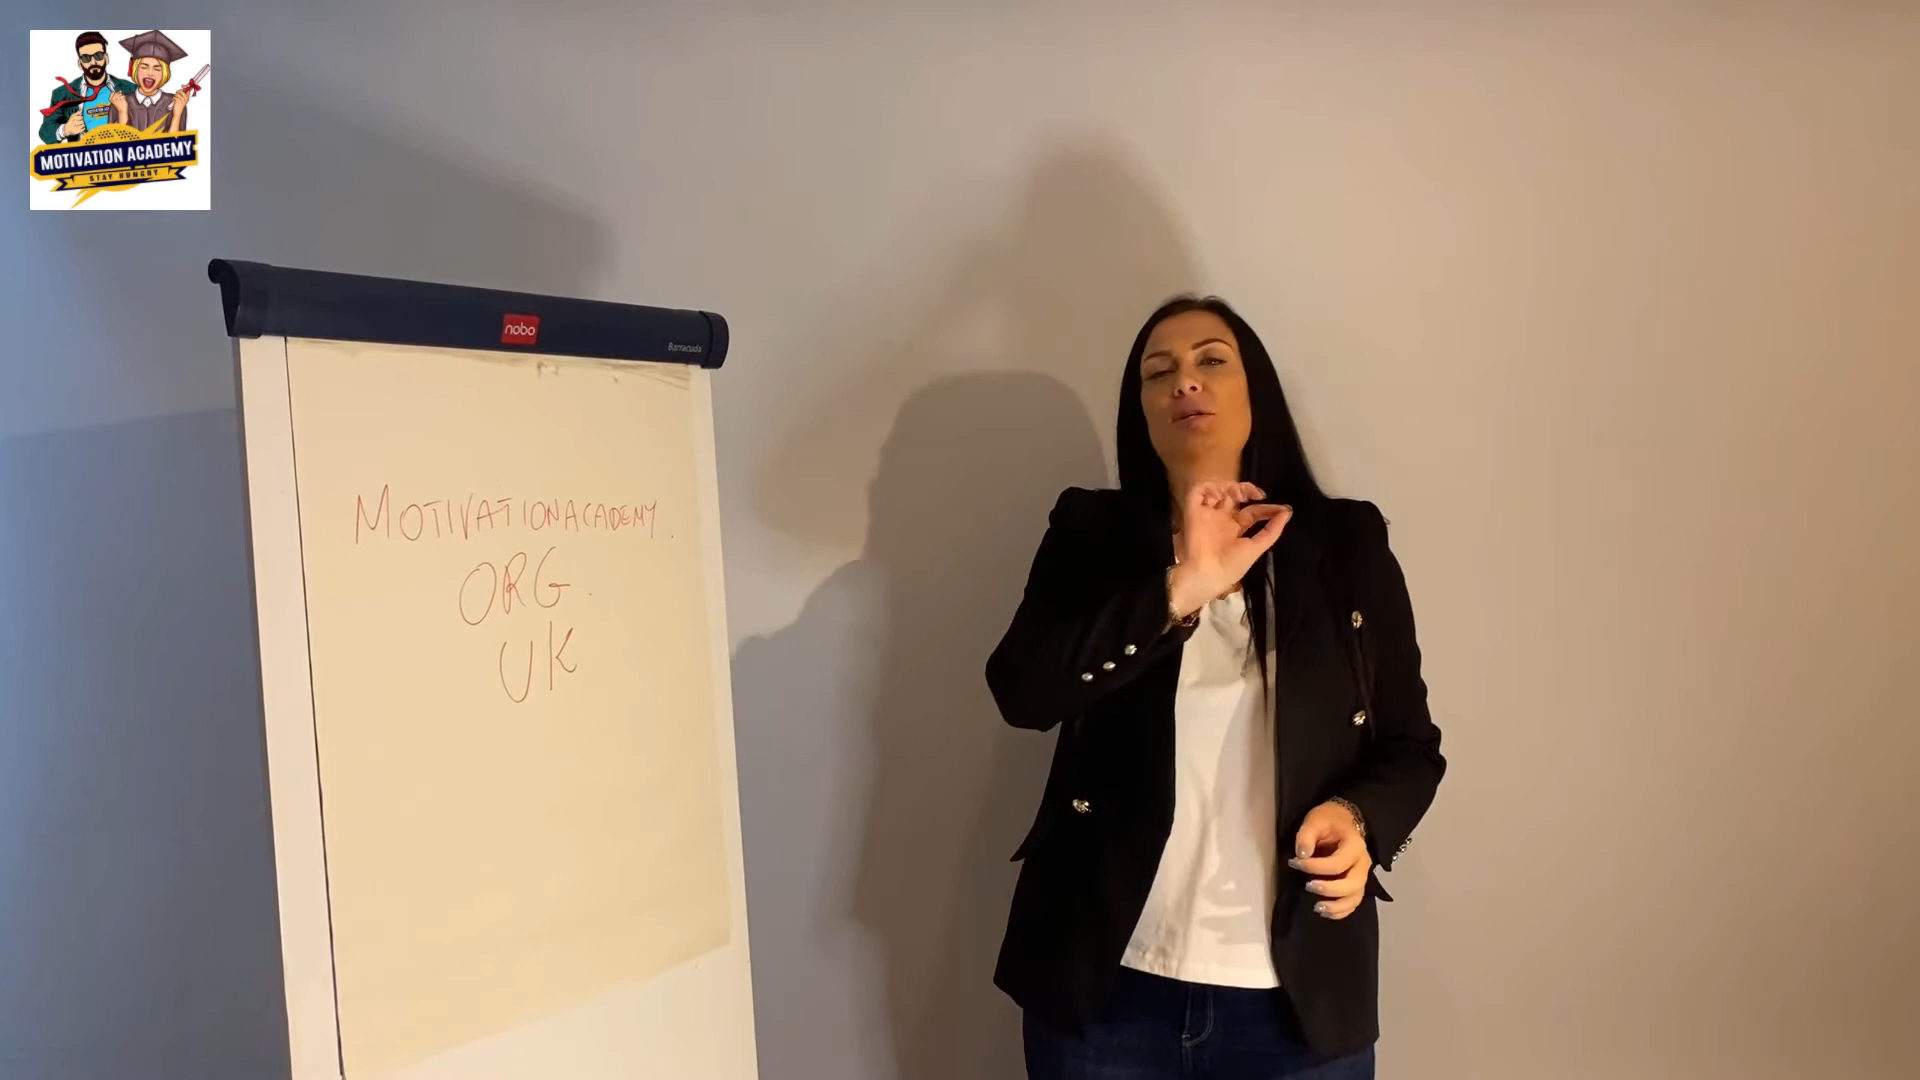 MOTIVATION ACADEMY
STAY HUNGRY
nobo
Barracuda
MOTIVATIONACADEMY.
ORG.
UK